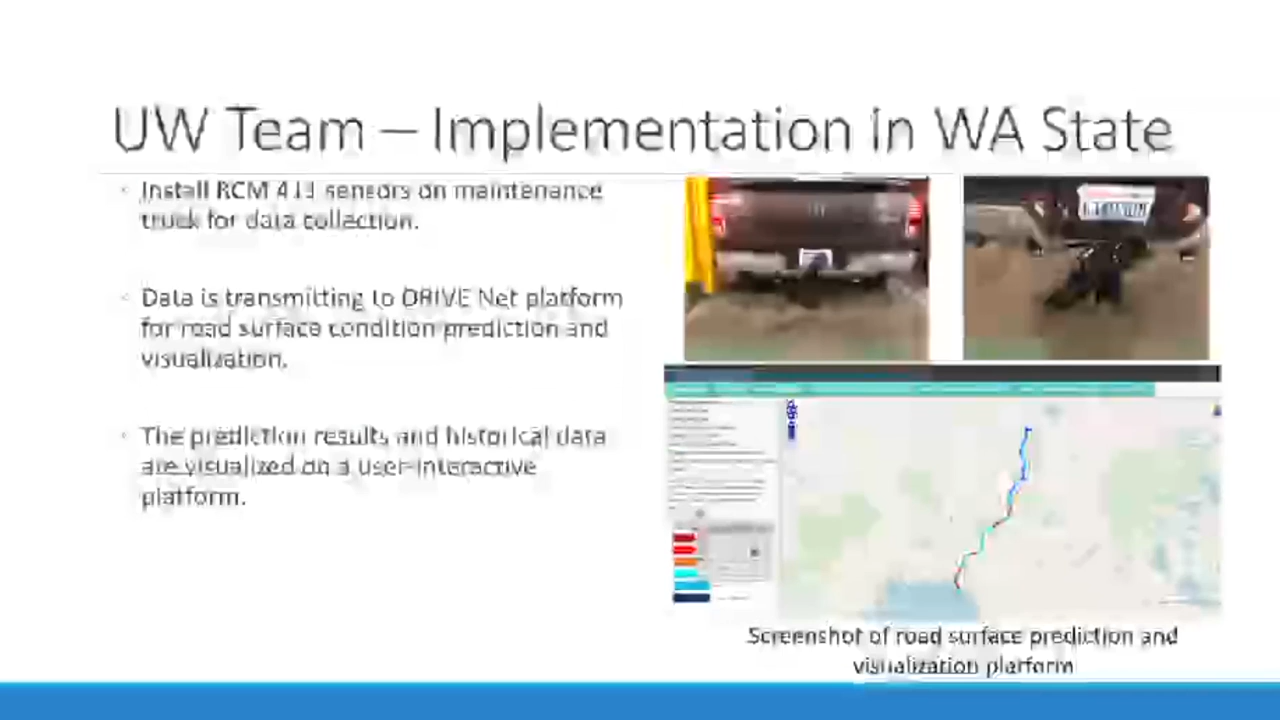 UW Team – Implementation in WA State
Install RCM 411 sensors on maintenance
truck for data collection.
Data is transmitting to DRIVE Net platform
for road surface condition prediction and
visualization.
The prediction results and historical data
are visualized on a user-interactive
platform.
Screenshot of road surface prediction and
visualization platform